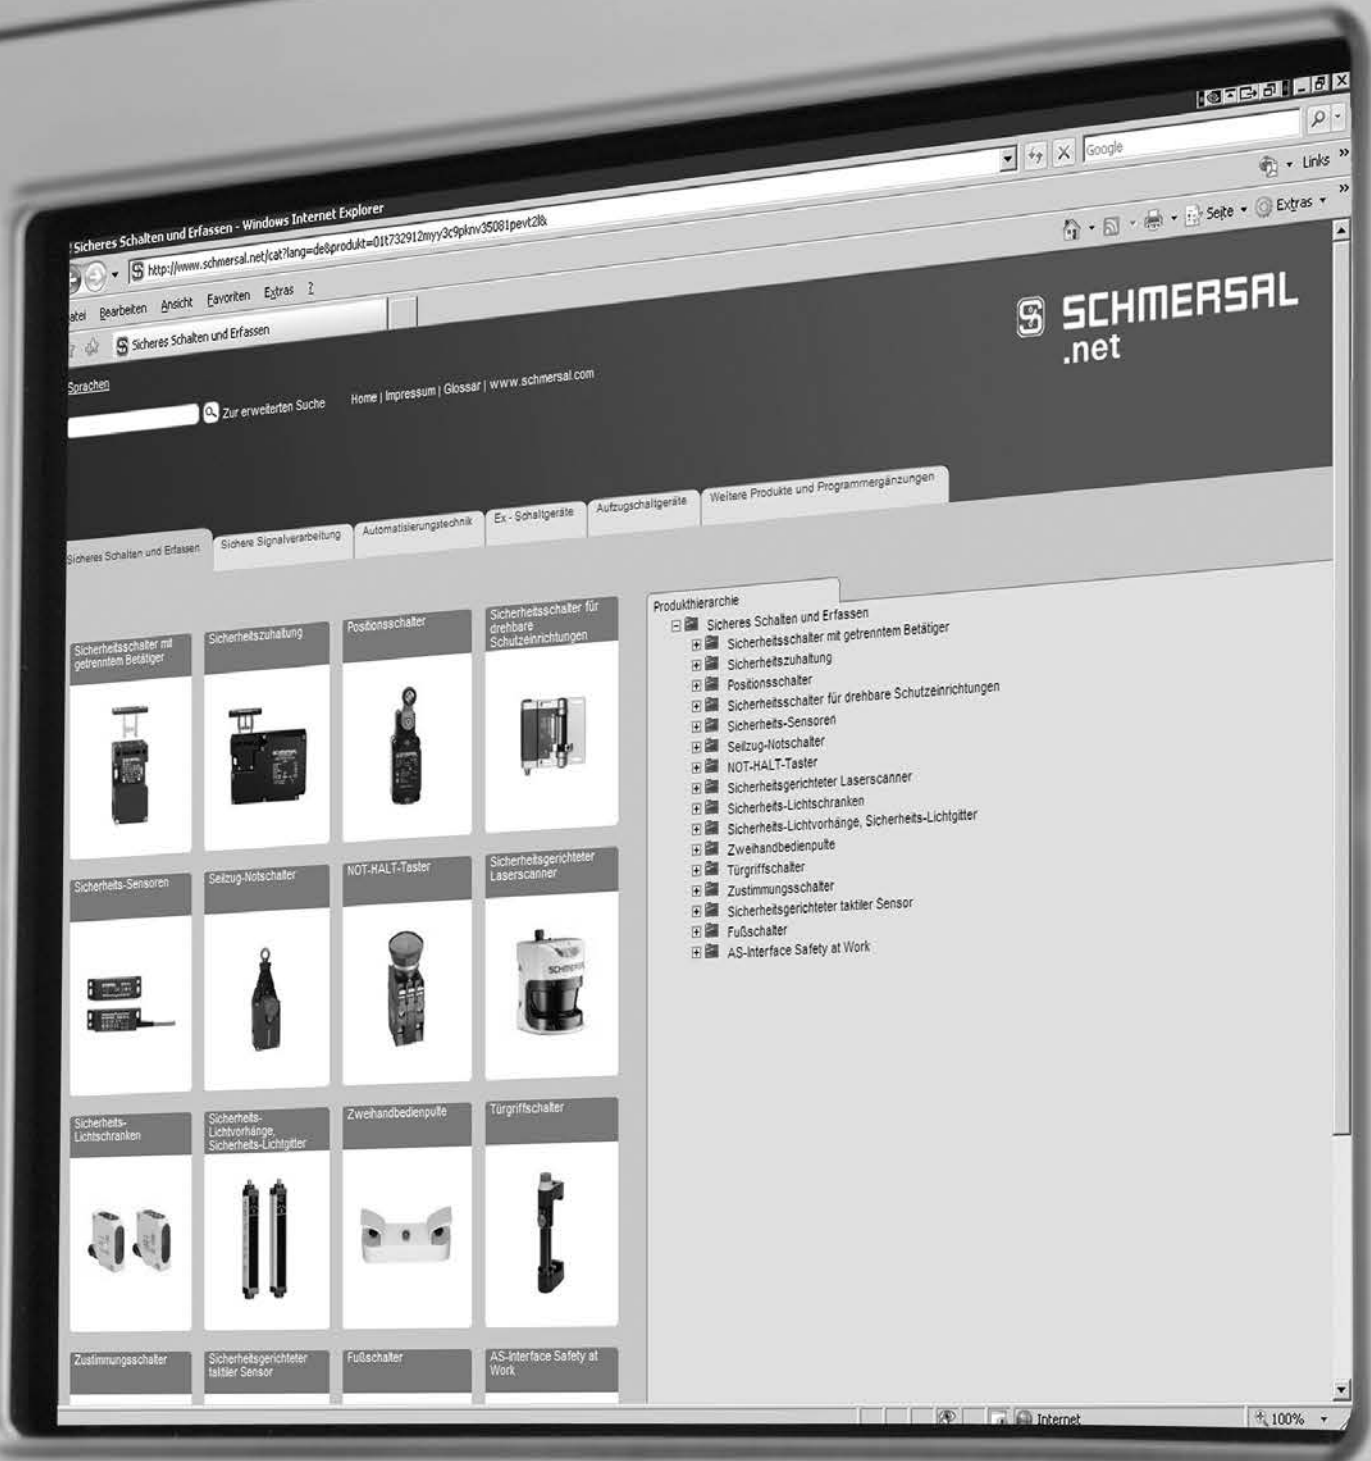 Sicheres Schalten und Erfassen - Windows Internet Explorer
http://www.schmersal.net/cat?lang=de&produkt=01t732912myy3c9pknv35081pevt2l&
Google
Links »
atei Bearbeiten Ansicht Favoriten Extras ?
Sicheres Schalten und Erfassen
Seite Extras »
SCHMERSAL
.net
Sprachen
Zur erweiterten Suche
Home | Impressum | Glossar | www.schmersal.com
Sicheres Schalten und Erfassen
Sichere Signalverarbeitung
Automatisierungstechnik
Ex - Schaltgeräte
Aufzugschaltgeräte
Weitere Produkte und Programmergänzungen
Sicherheitsschalter mit
getrenntem Betätiger
Sicherheitszuhaltung
Positionsschalter
Sicherheitsschalter für
drehbare
Schutzeinrichtungen
SCHMERSAL
Sicherheits-Sensoren
Seilzug-Notschalter
NOT-HALT-Taster
Sicherheitsgerichteter
Laserscanner
SCHMERSAL
Sicherheits-
Lichtschranken
Sicherheits-
Lichtvorhänge,
Sicherheits-Lichtgitter
Zweihandbedienpulte
Türgriffschalter
Zustimmungsschalter
Sicherheitsgerichteter
taktiler Sensor
Fußschalter
AS-Interface Safety at
Work
Produkthierarchie
Sicheres Schalten und Erfassen
Sicherheitsschalter mit getrenntem Betätiger
Sicherheitszuhaltung
Positionsschalter
Sicherheitsschalter für drehbare Schutzeinrichtungen
Sicherheits-Sensoren
Seilzug-Notschalter
NOT-HALT-Taster
Sicherheitsgerichteter Laserscanner
Sicherheits-Lichtschranken
Sicherheits-Lichtvorhänge, Sicherheits-Lichtgitter
Zweihandbedienpulte
Türgriffschalter
Zustimmungsschalter
Sicherheitsgerichteter taktiler Sensor
Fußschalter
AS-Interface Safety at Work
Internet
100%